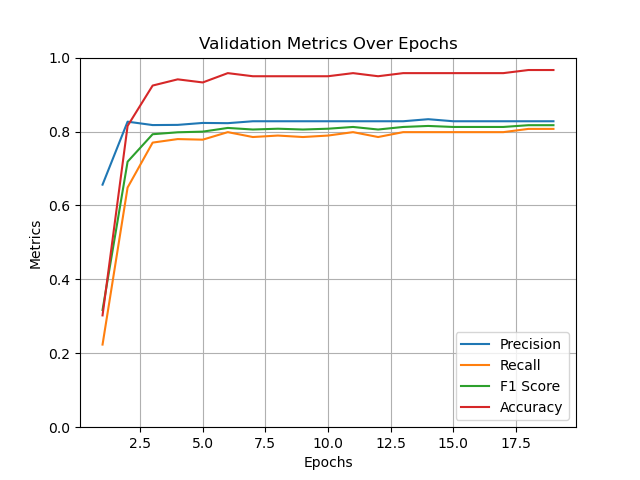 Validation Metrics Over Epochs
1.0
0.8
0.6
0.4
0.2
0.0
Metrics
2.5 5.0 7.5 10.0 12.5 15.0 17.5
Epochs
Precision
Recall
F1 Score
Accuracy